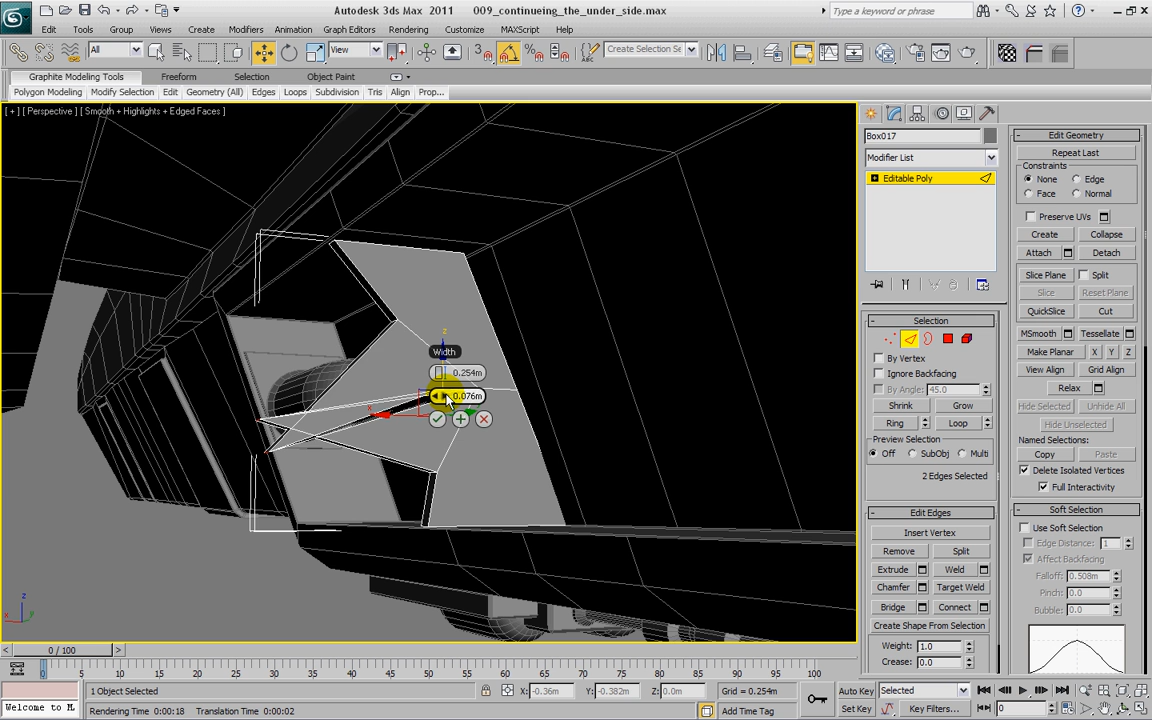 Autodesk 3ds Max 2011    009_continueing_the_under_side.max
Type a keyword or phrase
Edit Tools Group Views Create Modifiers Animation Graph Editors Rendering Customize MAXScript Help
All View 3 Create Selection Se
Graphite Modeling Tools Freeform Selection Object Paint
Polygon Modeling Modify Selection Edit Geometry (All) Edges Loops Subdivision Tris Align Prop...
[ + ] [ Perspective ] [ Smooth + Highlights + Edged Faces ]
Width
0.254m
0.076m
z
x
z
x y
Box017
Modifier List
Editable Poly
Selection
By Vertex
Ignore Backfacing
By Angle: 45.0
Shrink Grow
Ring Loop
Preview Selection
Off SubObj Multi
2 Edges Selected
Edit Edges
Insert Vertex
Remove Split
Extrude Weld
Chamfer Target Weld
Bridge Connect
Create Shape From Selection
Weight: 1.0
Crease: 0.0
Edit Geometry
Repeat Last
Constraints
None Edge
Face Normal
Preserve UVs
Create Collapse
Attach Detach
Slice Plane Split
Slice Reset Plane
QuickSlice Cut
MSmooth Tessellate
Make Planar X Y Z
View Align Grid Align
Relax
Hide Selected Unhide All
Hide Unselected
Named Selections:
Copy Paste
Delete Isolated Vertices
Full Interactivity
Soft Selection
Use Soft Selection
Edge Distance: 1
Affect Backfacing
Falloff: 0.508m
Pinch: 0.0
Bubble: 0.0
0 / 100
0 5 10 15 20 25 30 35 40 45 50 55 60 65 70 75 80 85 90 95 100
1 Object Selected X: -0.36m Y: -0.382m Z: 0.0m Grid = 0.254m Auto Key Selected
Welcome to M Rendering Time 0:00:18 Translation Time 0:00:02 Add Time Tag Set Key Key Filters... 0